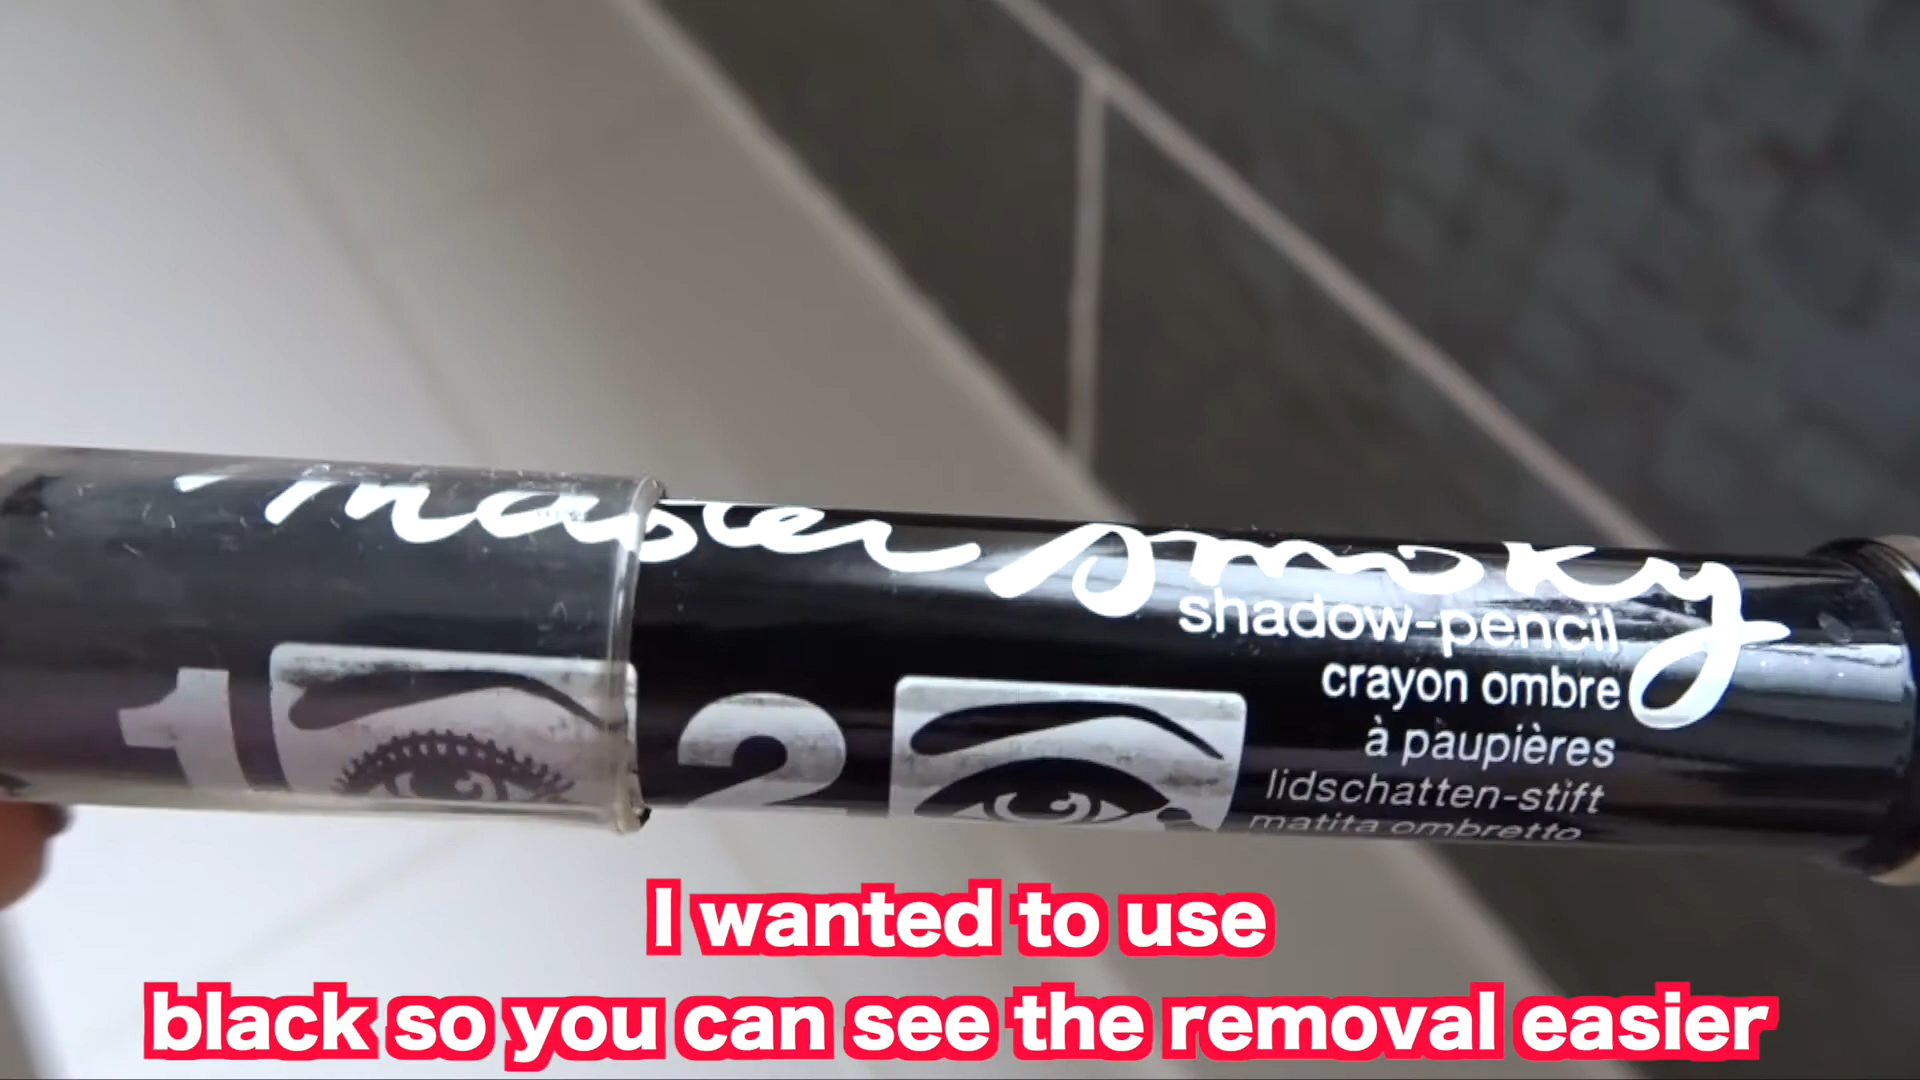 master smoky
shadow-pencil
crayon ombre
à paupières
lidschatten-stift
matita ombretto
1 2
I wanted to use
black so you can see the removal easier